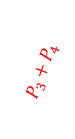 P₃ + P₄